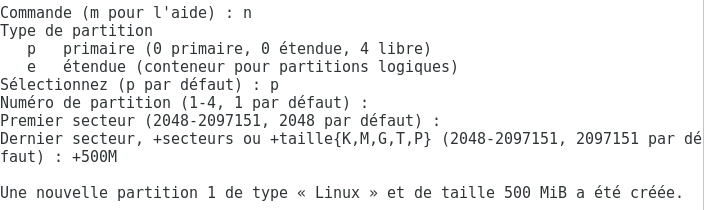 Commande (m pour l'aide) : n
Type de partition
   p   primaire (0 primaire, 0 étendue, 4 libre)
   e   étendue (conteneur pour partitions logiques)
Sélectionnez (p par défaut) : p
Numéro de partition (1-4, 1 par défaut) :
Premier secteur (2048-2097151, 2048 par défaut) :
Dernier secteur, +secteurs ou +taille{K,M,G,T,P} (2048-2097151, 2097151 par dé
faut) : +500M

Une nouvelle partition 1 de type « Linux » et de taille 500 MiB a été créée.